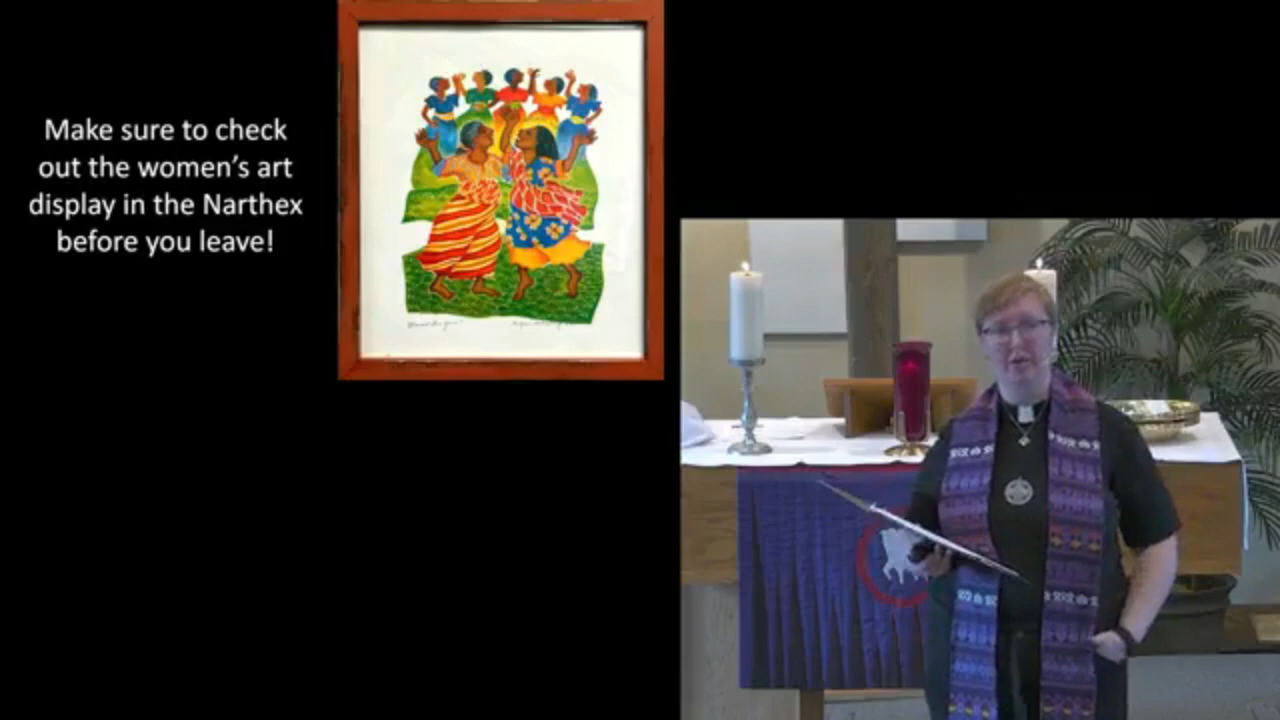 Make sure to check
out the women's art
display in the Narthex
before you leave!